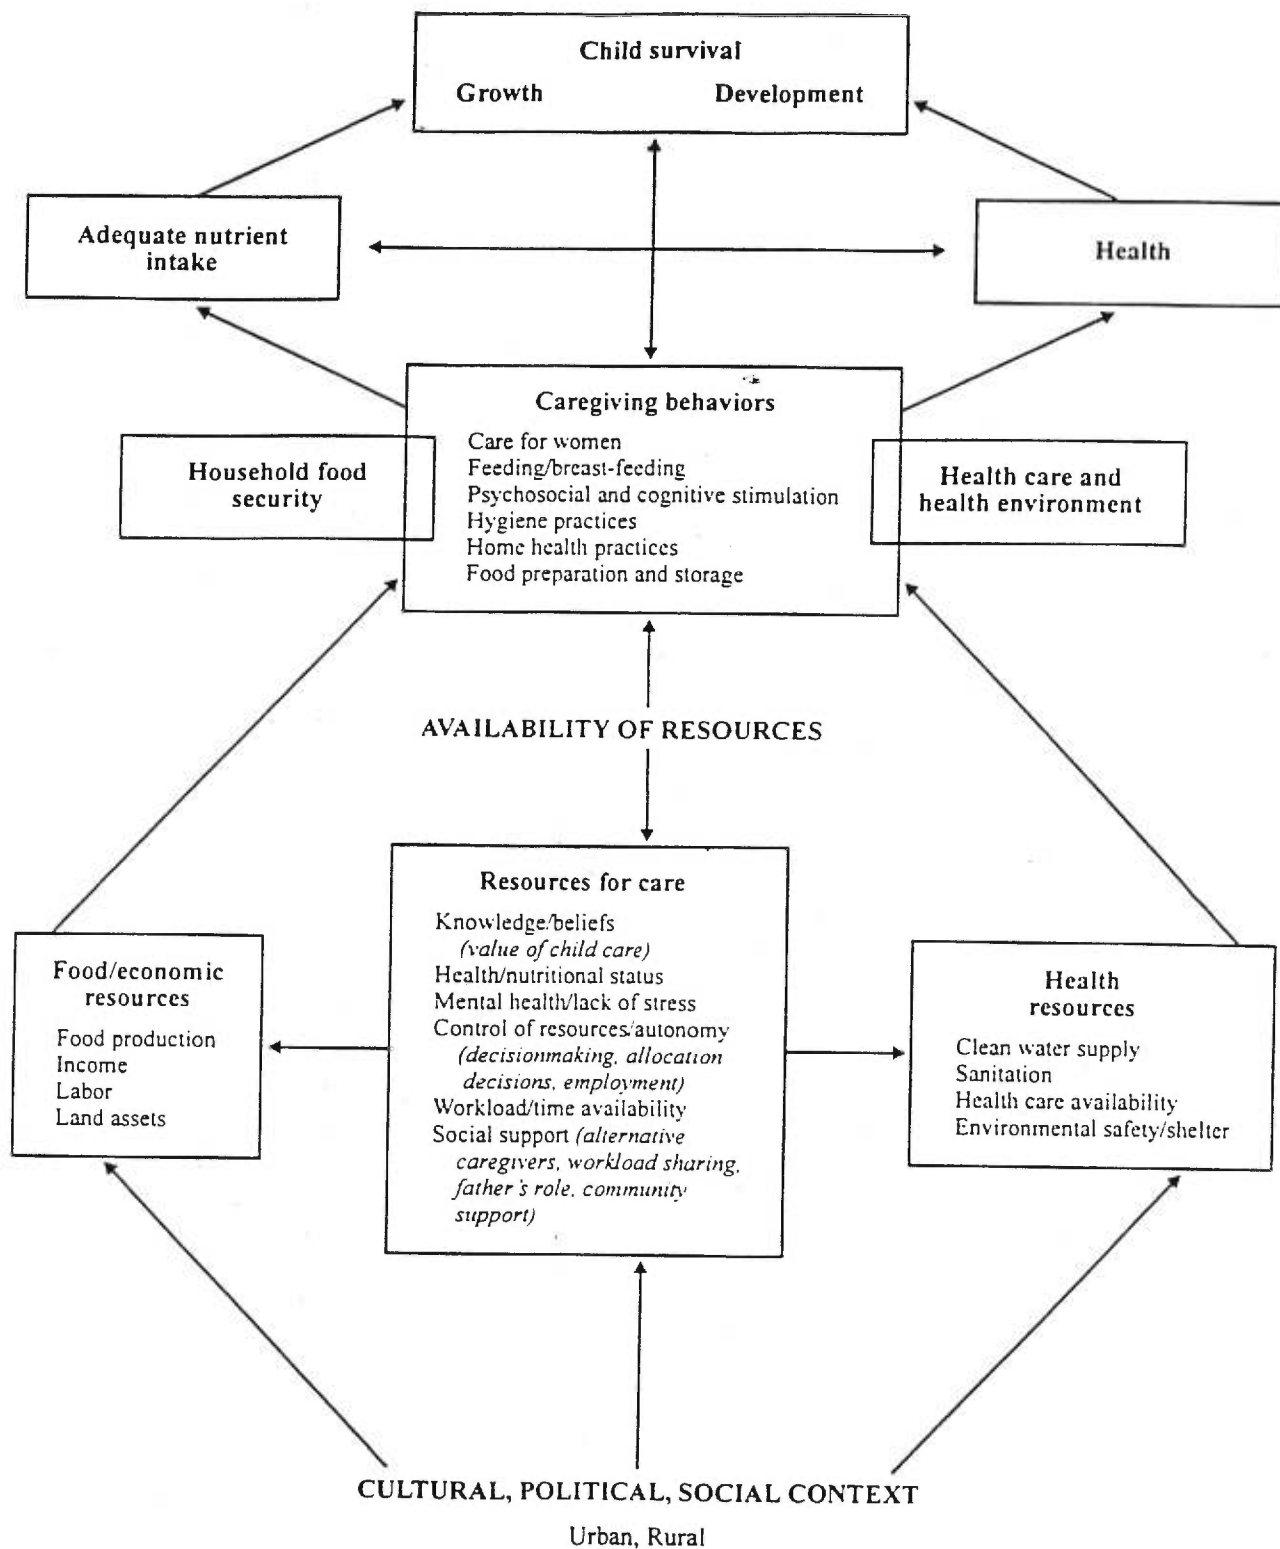 Child survival
Growth Development
Adequate nutrient
intake
Health
Caregiving behaviors
Care for women
Feeding/breast-feeding
Psychosocial and cognitive stimulation
Hygiene practices
Home health practices
Food preparation and storage
Household food
security
Health care and
health environment
AVAILABILITY OF RESOURCES
Resources for care
Knowledge/beliefs
(value of child care)
Health/nutritional status
Mental health/lack of stress
Control of resources/autonomy
(decisionmaking, allocation
decisions, employment)
Workload/time availability
Social support (alternative
caregivers, workload sharing,
father's role, community
support)
Food/economic
resources
Food production
Income
Labor
Land assets
Health
resources
Clean water supply
Sanitation
Health care availability
Environmental safety/shelter
CULTURAL, POLITICAL, SOCIAL CONTEXT
Urban, Rural